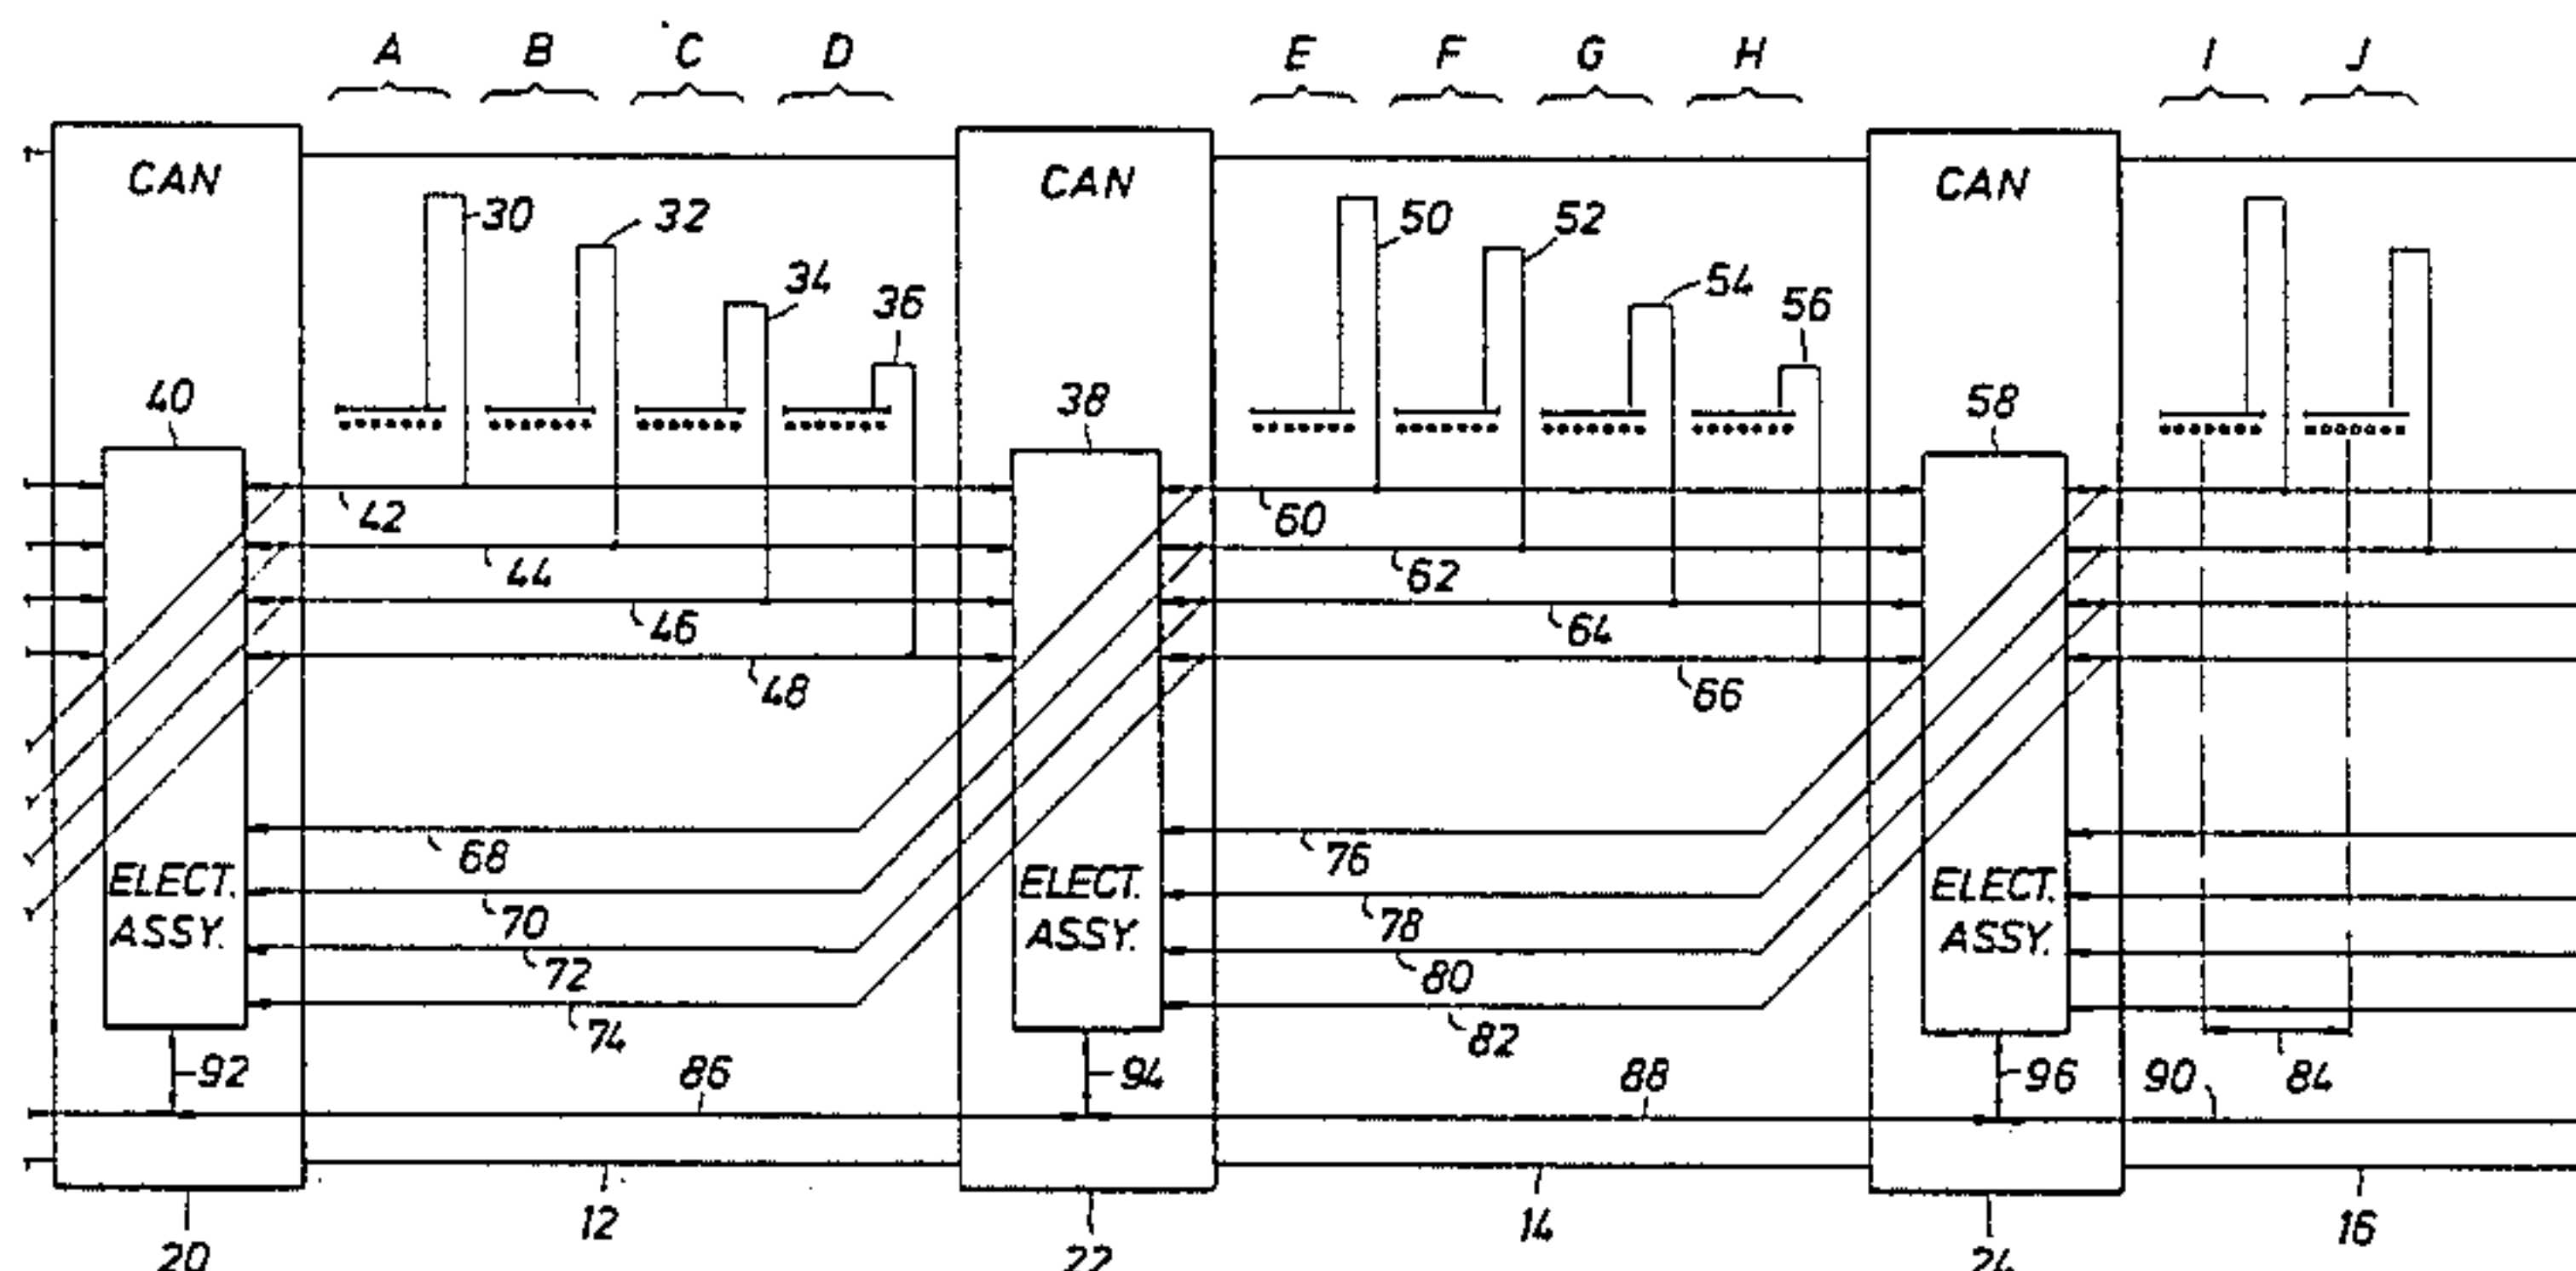 A B C D E F G H I J
CAN CAN CAN
30 32 50 52
34 36 54 56
40 38 58
42 60
44 62
46 64
48 66
68 76
ELECT. ELECT. ELECT.
70 78
ASSY. ASSY. ASSY.
72 80
74 82
92 86 94 88 96 90 84
12 14 16
20 22 24